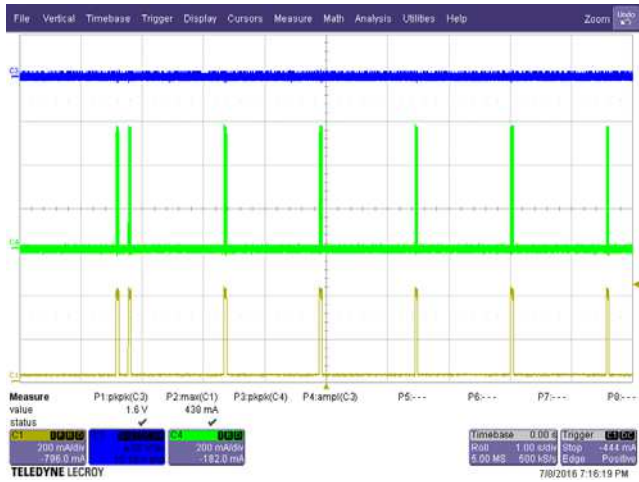 File Vertical Timebase Trigger Display Cursors Measure Math Analysis Utilities Help Zoom Undo
C4
C1
Measure P1:pkpk(C3) P2:max(C1) P3:pkpk(C4) P4:ampl(C3) P5:--- P6:--- P7:--- P8:---
value 1.6 V 439 mA
status
C1 C4 Timebase 0.00 s Trigger C1 DC
200 mA/div 200 mA/div Roll 1.00 s/div Stop -444 mA
-796.0 mA -182.0 mA 5.00 MS 500 kS/s Edge Positive
TELEDYNE LECROY 7/8/2016 7:16:19 PM